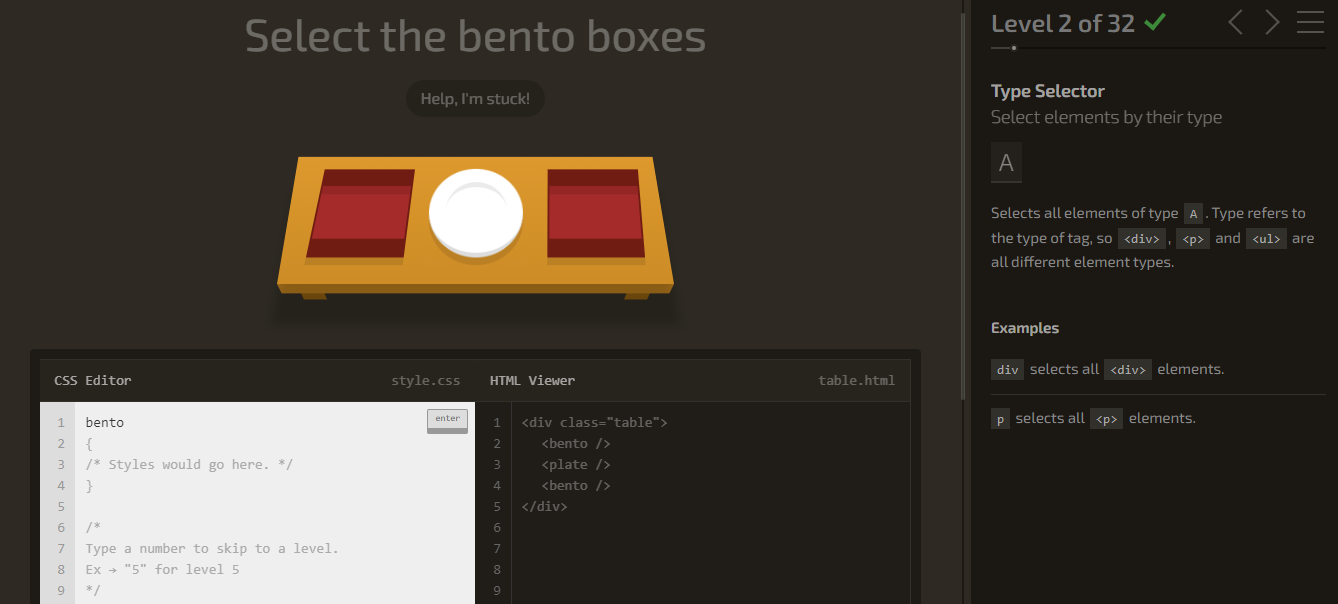 Select the bento boxes
Help, I'm stuck!
CSS Editor style.css
enter
1 bento
2 {
3 /* Styles would go here. */
4 }
5
6 /*
7 Type a number to skip to a level.
8 Ex → "5" for level 5
9 */
HTML Viewer table.html
1 <div class="table">
2 <bento />
3 <plate />
4 <bento />
5 </div>
6
7
8
9
Level 2 of 32
Type Selector
Select elements by their type
A
Selects all elements of type A . Type refers to
the type of tag, so <div> , <p> and <ul> are
all different element types.
Examples
div selects all <div> elements.
p selects all <p> elements.